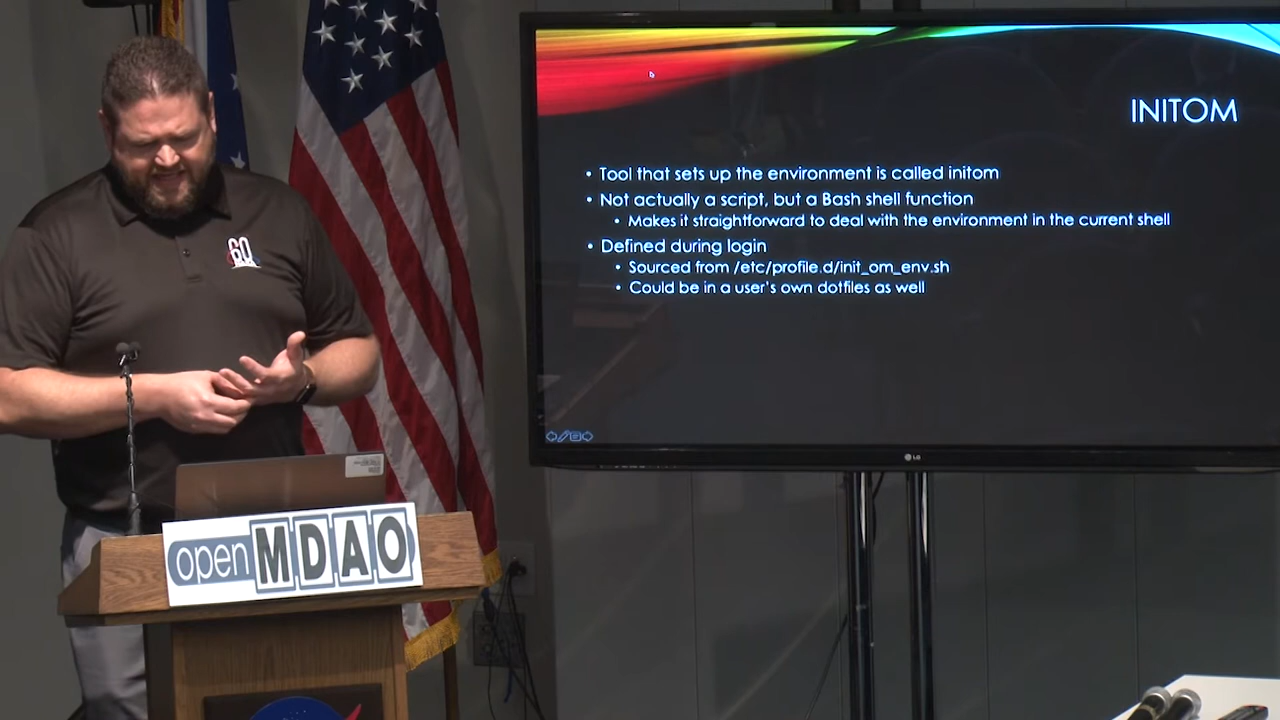 INITOM
• Tool that sets up the environment is called initom
• Not actually a script, but a Bash shell function
• Makes it straightforward to deal with the environment in the current shell
• Defined during login
• Sourced from /etc/profile.d/init_om_env.sh
• Could be in a user's own dotfiles as well
LG
60
openMDAO